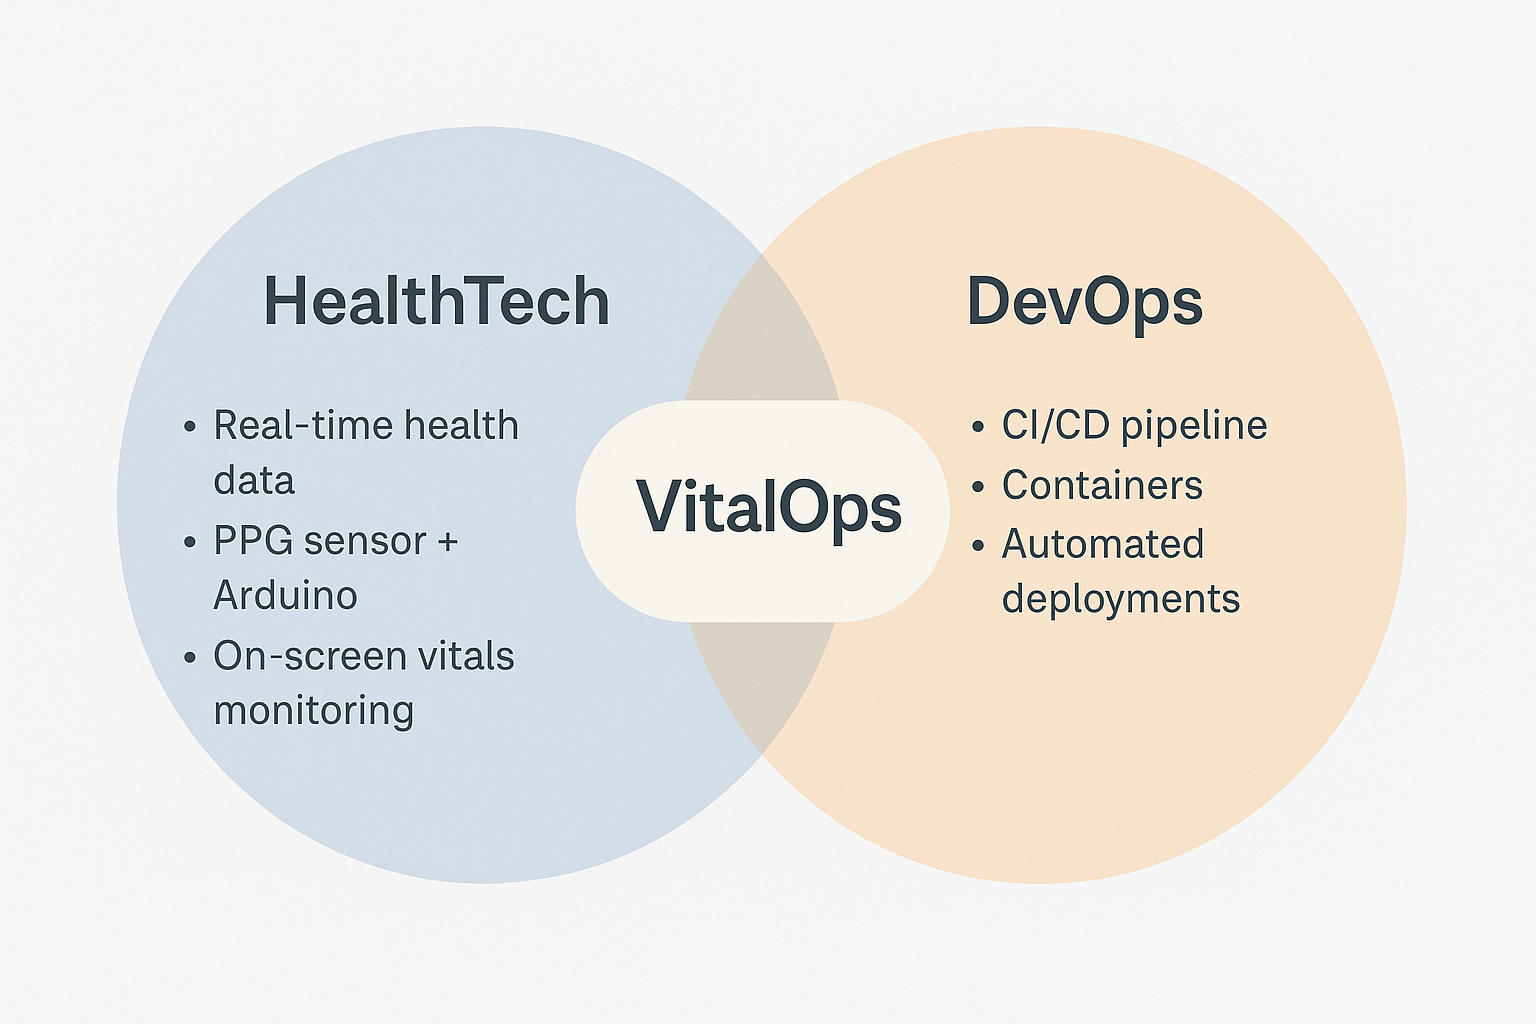 HealthTech
• Real-time health
data
• PPG sensor +
Arduino
• On-screen vitals
monitoring
VitalOps
DevOps
• CI/CD pipeline
• Containers
• Automated
deployments